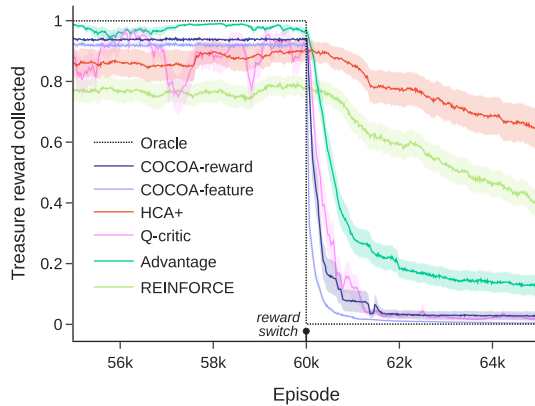 Treasure reward collected
1
0.8
0.6
0.4
0.2
0
Oracle
COCOA-reward
COCOA-feature
HCA+
Q-critic
Advantage
REINFORCE
reward
switch
56k
58k
60k
62k
64k
Episode